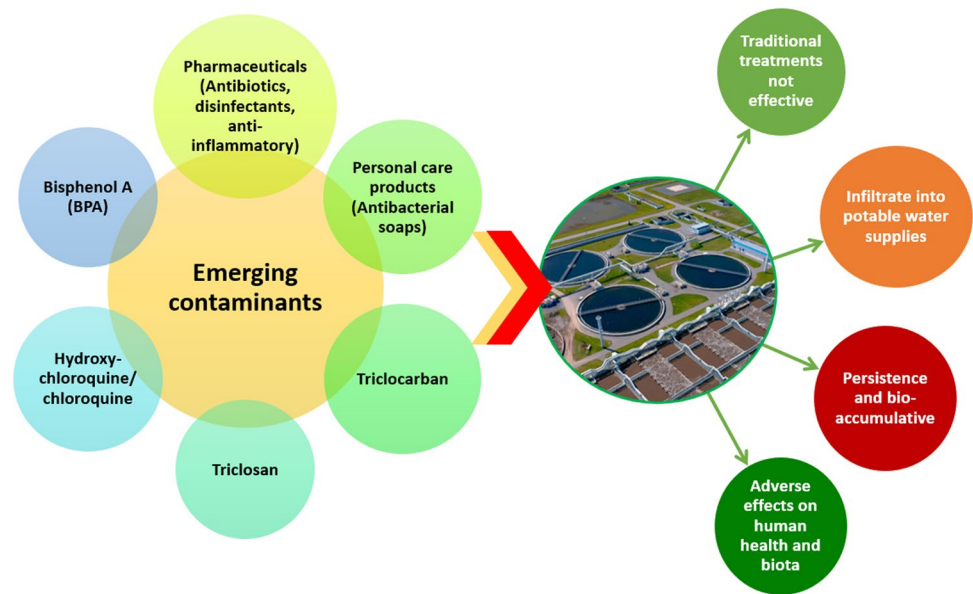 Pharmaceuticals
(Antibiotics,
disinfectants,
anti-
inflammatory)
Bisphenol A
(BPA)
Personal care
products
(Antibacterial
soaps)
Emerging
contaminants
Hydroxy-
chloroquine/
chloroquine
Triclocarban
Triclosan
Traditional
treatments
not
effective
Infiltrate into
potable water
supplies
Persistence
and bio-
accumulative
Adverse
effects on
human
health and
biota